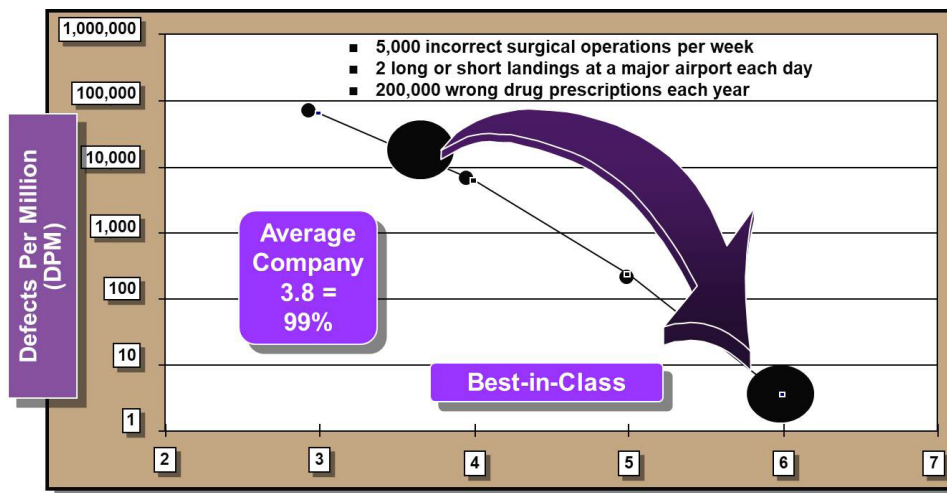 1,000,000
100,000
10,000
1,000
100
10
1
Defects Per Million
(DPM)
5,000 incorrect surgical operations per week
2 long or short landings at a major airport each day
200,000 wrong drug prescriptions each year
Average
Company
3.8 =
99%
Best-in-Class
2 3 4 5 6 7